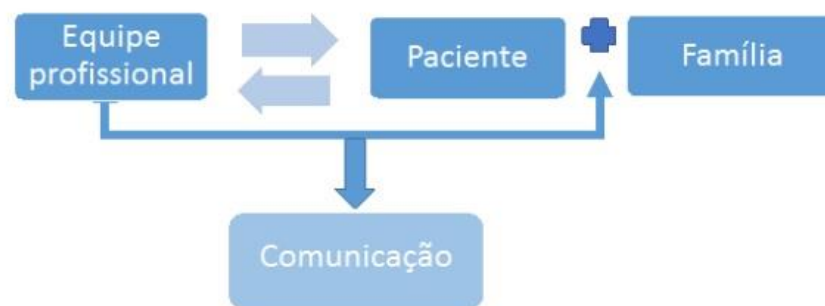 Equipe
profissional
Paciente
Família
Comunicação